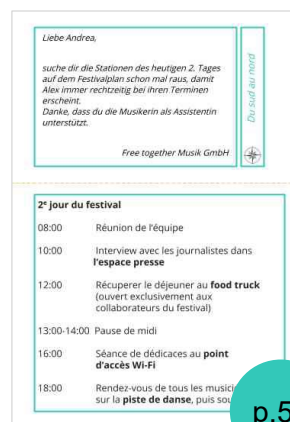 Liebe Andrea,
suche dir die Stationen des heutigen 2. Tages
auf dem Festivalplan schon mal raus, damit
Alex immer rechtzeitig bei ihren Terminen
erscheint.
Danke, dass du die Musikerin als Assistentin
unterstützt.
Free together Musik GmbH
Du sud au nord
2e jour du festival
08:00 Réunion de l'équipe
10:00 Interview avec les journalistes dans
l'espace presse
12:00 Récuperer le déjeuner au food truck
(ouvert exclusivement aux
collaborateurs du festival)
13:00-14:00 Pause de midi
16:00 Séance de dédicaces au point
d'accès Wi-Fi
18:00 Rendez-vous de tous les
sur la piste de danse, puis
p.5